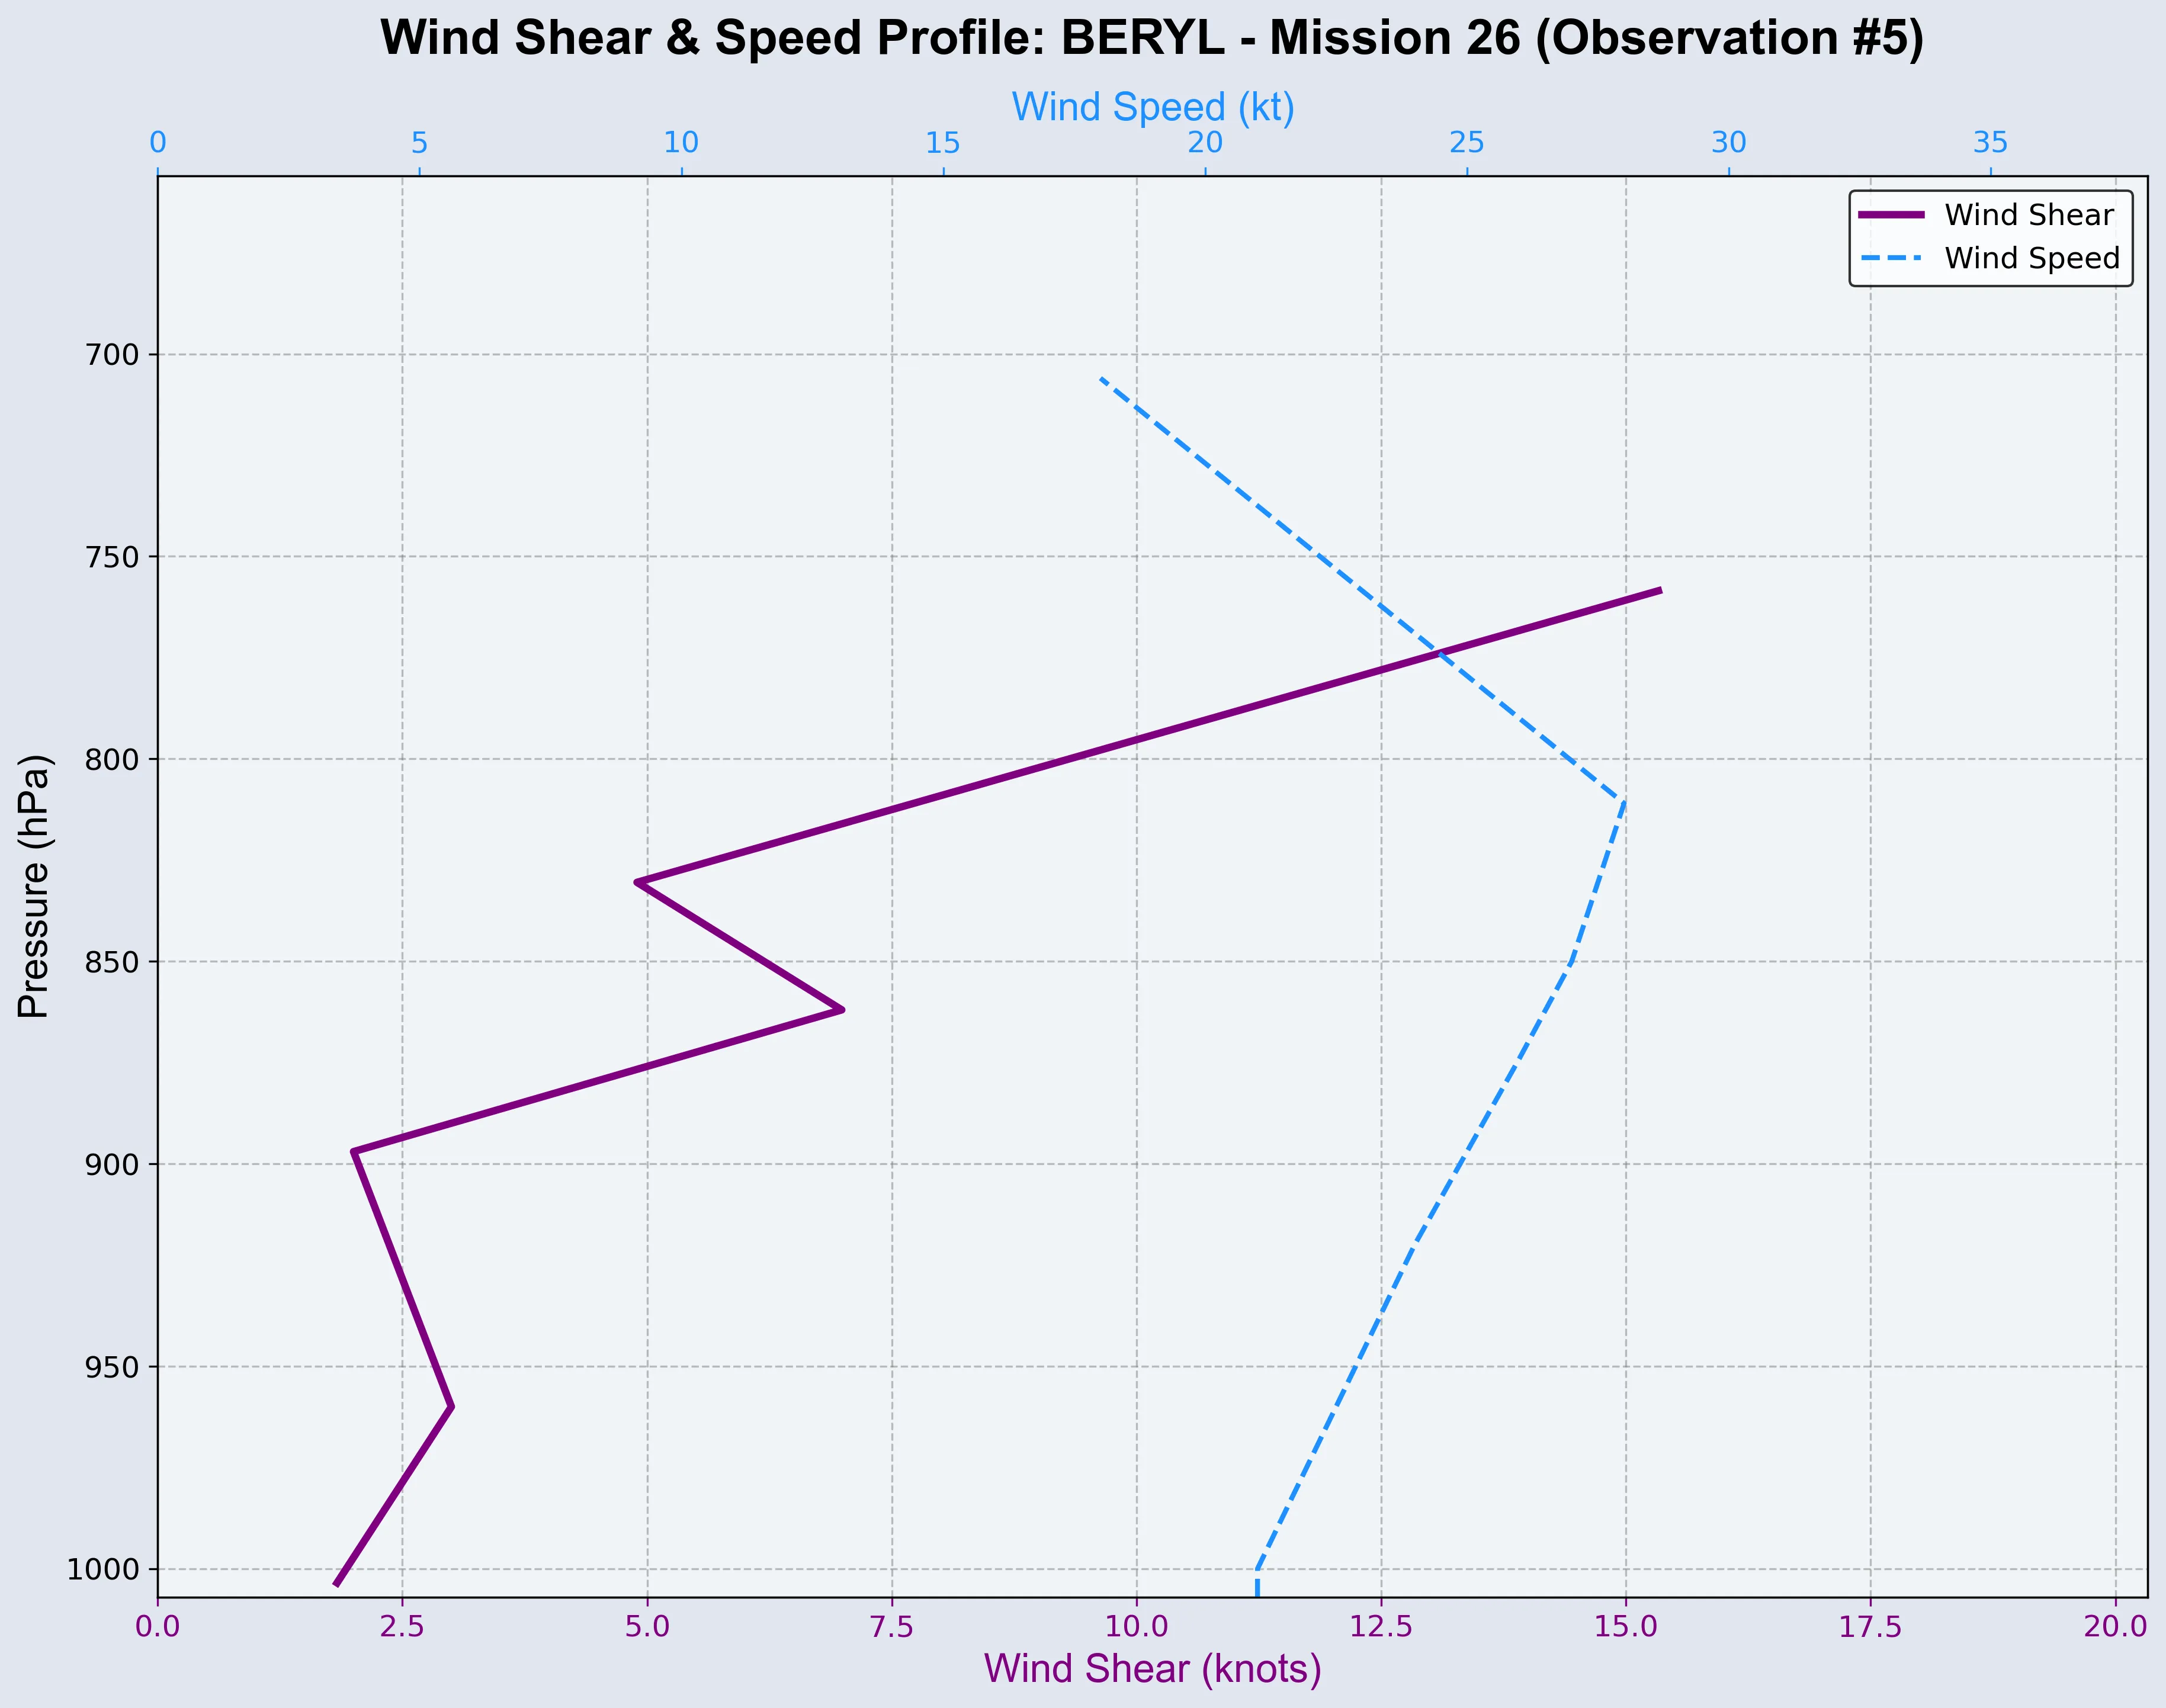 Wind Shear & Speed Profile: BERYL - Mission 26 (Observation #5)
Wind Speed (kt)
0 5 10 15 20 25 30 35
Wind Shear
Wind Speed
700
750
800
850
900
950
1000
Pressure (hPa)
0.0 2.5 5.0 7.5 10.0 12.5 15.0 17.5 20.0
Wind Shear (knots)